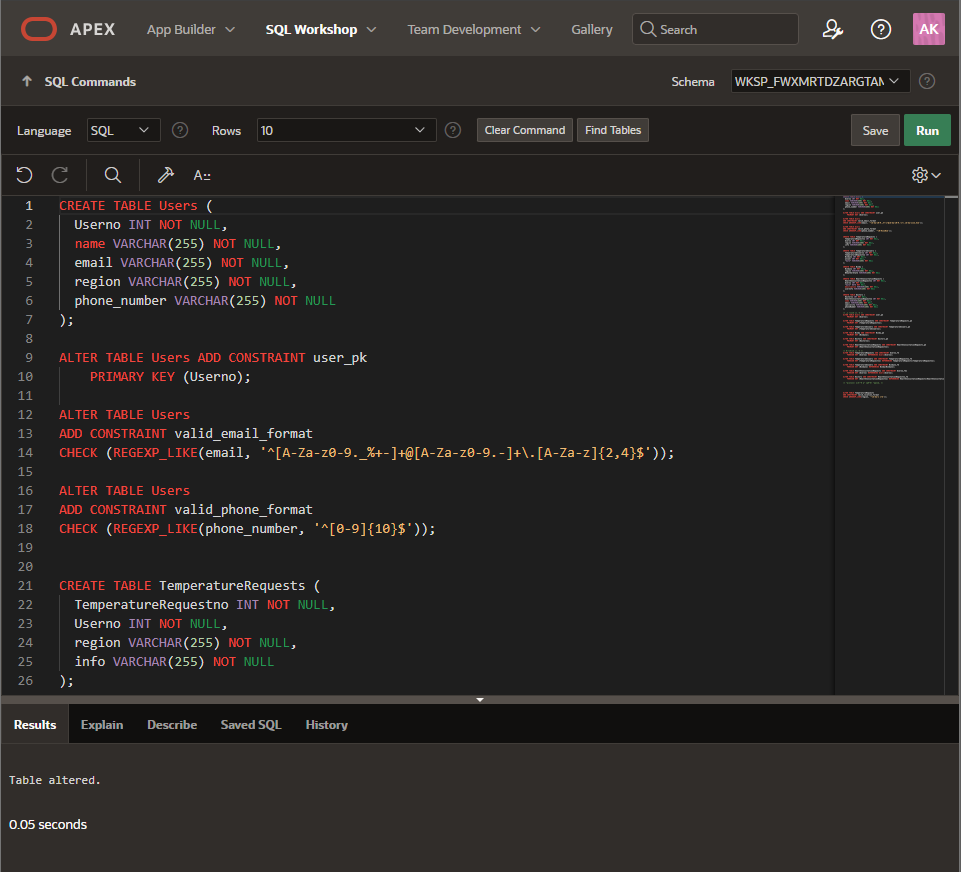 APEX App Builder SQL Workshop Team Development Gallery Search AK
SQL Commands Schema WKSP_FWXMRTDZARGTAN
Language SQL Rows 10 Clear Command Find Tables Save Run
A
1 CREATE TABLE Users (
2 Userno INT NOT NULL,
3 name VARCHAR(255) NOT NULL,
4 email VARCHAR(255) NOT NULL,
5 region VARCHAR(255) NOT NULL,
6 phone_number VARCHAR(255) NOT NULL
7 );
8
9 ALTER TABLE Users ADD CONSTRAINT user_pk
10 PRIMARY KEY (Userno);
11
12 ALTER TABLE Users
13 ADD CONSTRAINT valid_email_format
14 CHECK (REGEXP_LIKE(email, '^[A-Za-z0-9._%+-]+@[A-Za-z0-9.-]+\.[A-Za-z]{2,4}$'));
15
16 ALTER TABLE Users
17 ADD CONSTRAINT valid_phone_format
18 CHECK (REGEXP_LIKE(phone_number, '^[0-9]{10}$'));
19
20
21 CREATE TABLE TemperatureRequests (
22 TemperatureRequestno INT NOT NULL,
23 Userno INT NOT NULL,
24 region VARCHAR(255) NOT NULL,
25 info VARCHAR(255) NOT NULL
26 );
Results Explain Describe Saved SQL History
Table altered.
0.05 seconds